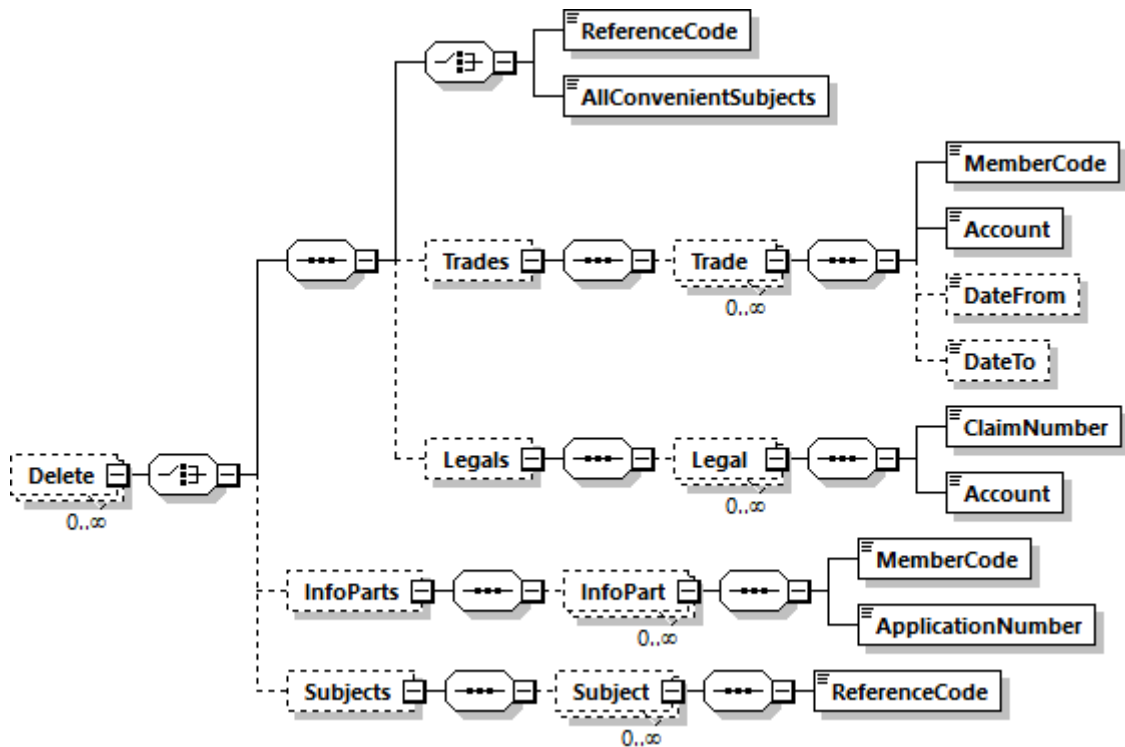 ReferenceCode
AllConvenientSubjects
MemberCode
Account
Trades
Trade
0..∞
DateFrom
DateTo
ClaimNumber
Legals
Legal
0..∞
Account
Delete
0..∞
MemberCode
InfoParts
InfoPart
0..∞
ApplicationNumber
Subjects
Subject
0..∞
ReferenceCode